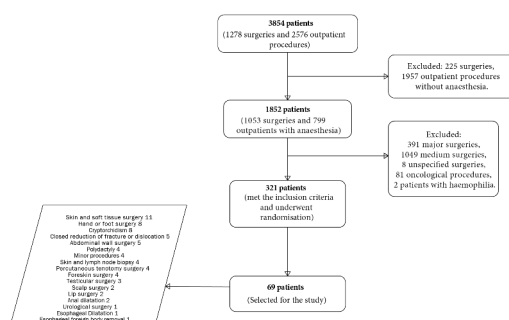 3854 patients
(1278 surgeries and 2576 outpatient
procedures)
Excluded: 225 surgeries,
1957 outpatient procedures
without anaesthesia.
1852 patients
(1053 surgeries and 799
outpatients with anaesthesia)
Excluded:
391 major surgeries,
1049 medium surgeries,
8 unspecified surgeries,
81 oncological procedures,
2 patients with haemophilia.
321 patients
(met the inclusion criteria
and underwent
randomisation)
Skin and soft tissue surgery 11
Hand or foot surgery 8
Cryptorchidism 8
Closed reduction of fracture or dislocation 5
Abdominal wall surgery 5
Polydactyly 4
Minor procedures 4
Skin and lymph node biopsy 4
Porcutaneous tenotomy surgery 4
Foreskin surgery 4
Testicular surgery 3
Scalp surgery 2
Lip surgery 2
Anal dilatation 2
Urological surgery 1
Esophageal Dilatation 1
Esophageal foreign body removal 1
69 patients
(Selected for the study)